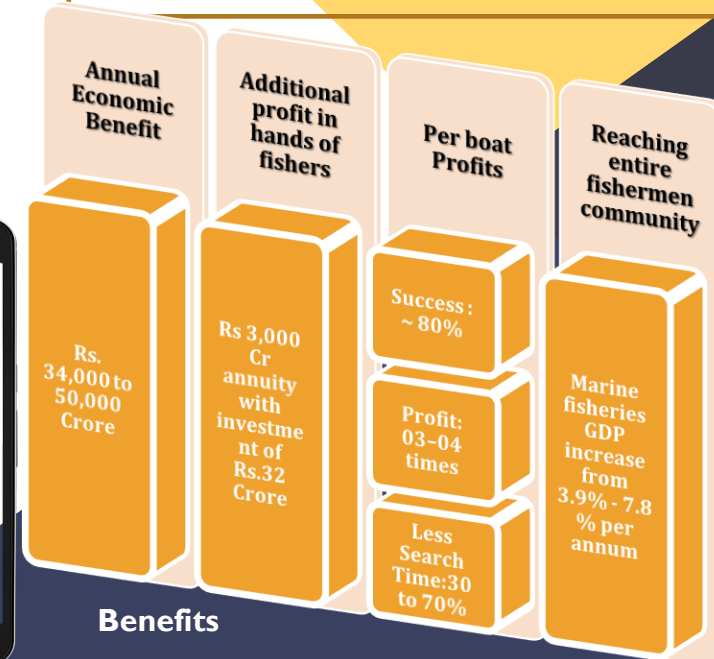 Annual
Economic
Benefit
Rs.
34,000 to
50,000
Crore
Additional
profit in
hands of
fishers
Rs 3,000
Cr
annuity
with
investme
nt of
Rs.32
Crore
Per boat
Profits
Success :
~ 80%
Profit:
03–04
times
Less
Search
Time:30
to 70%
Reaching
entire
fishermen
community
Marine
fisheries
GDP
increase
from
3.9% - 7.8
% per
annum
Benefits